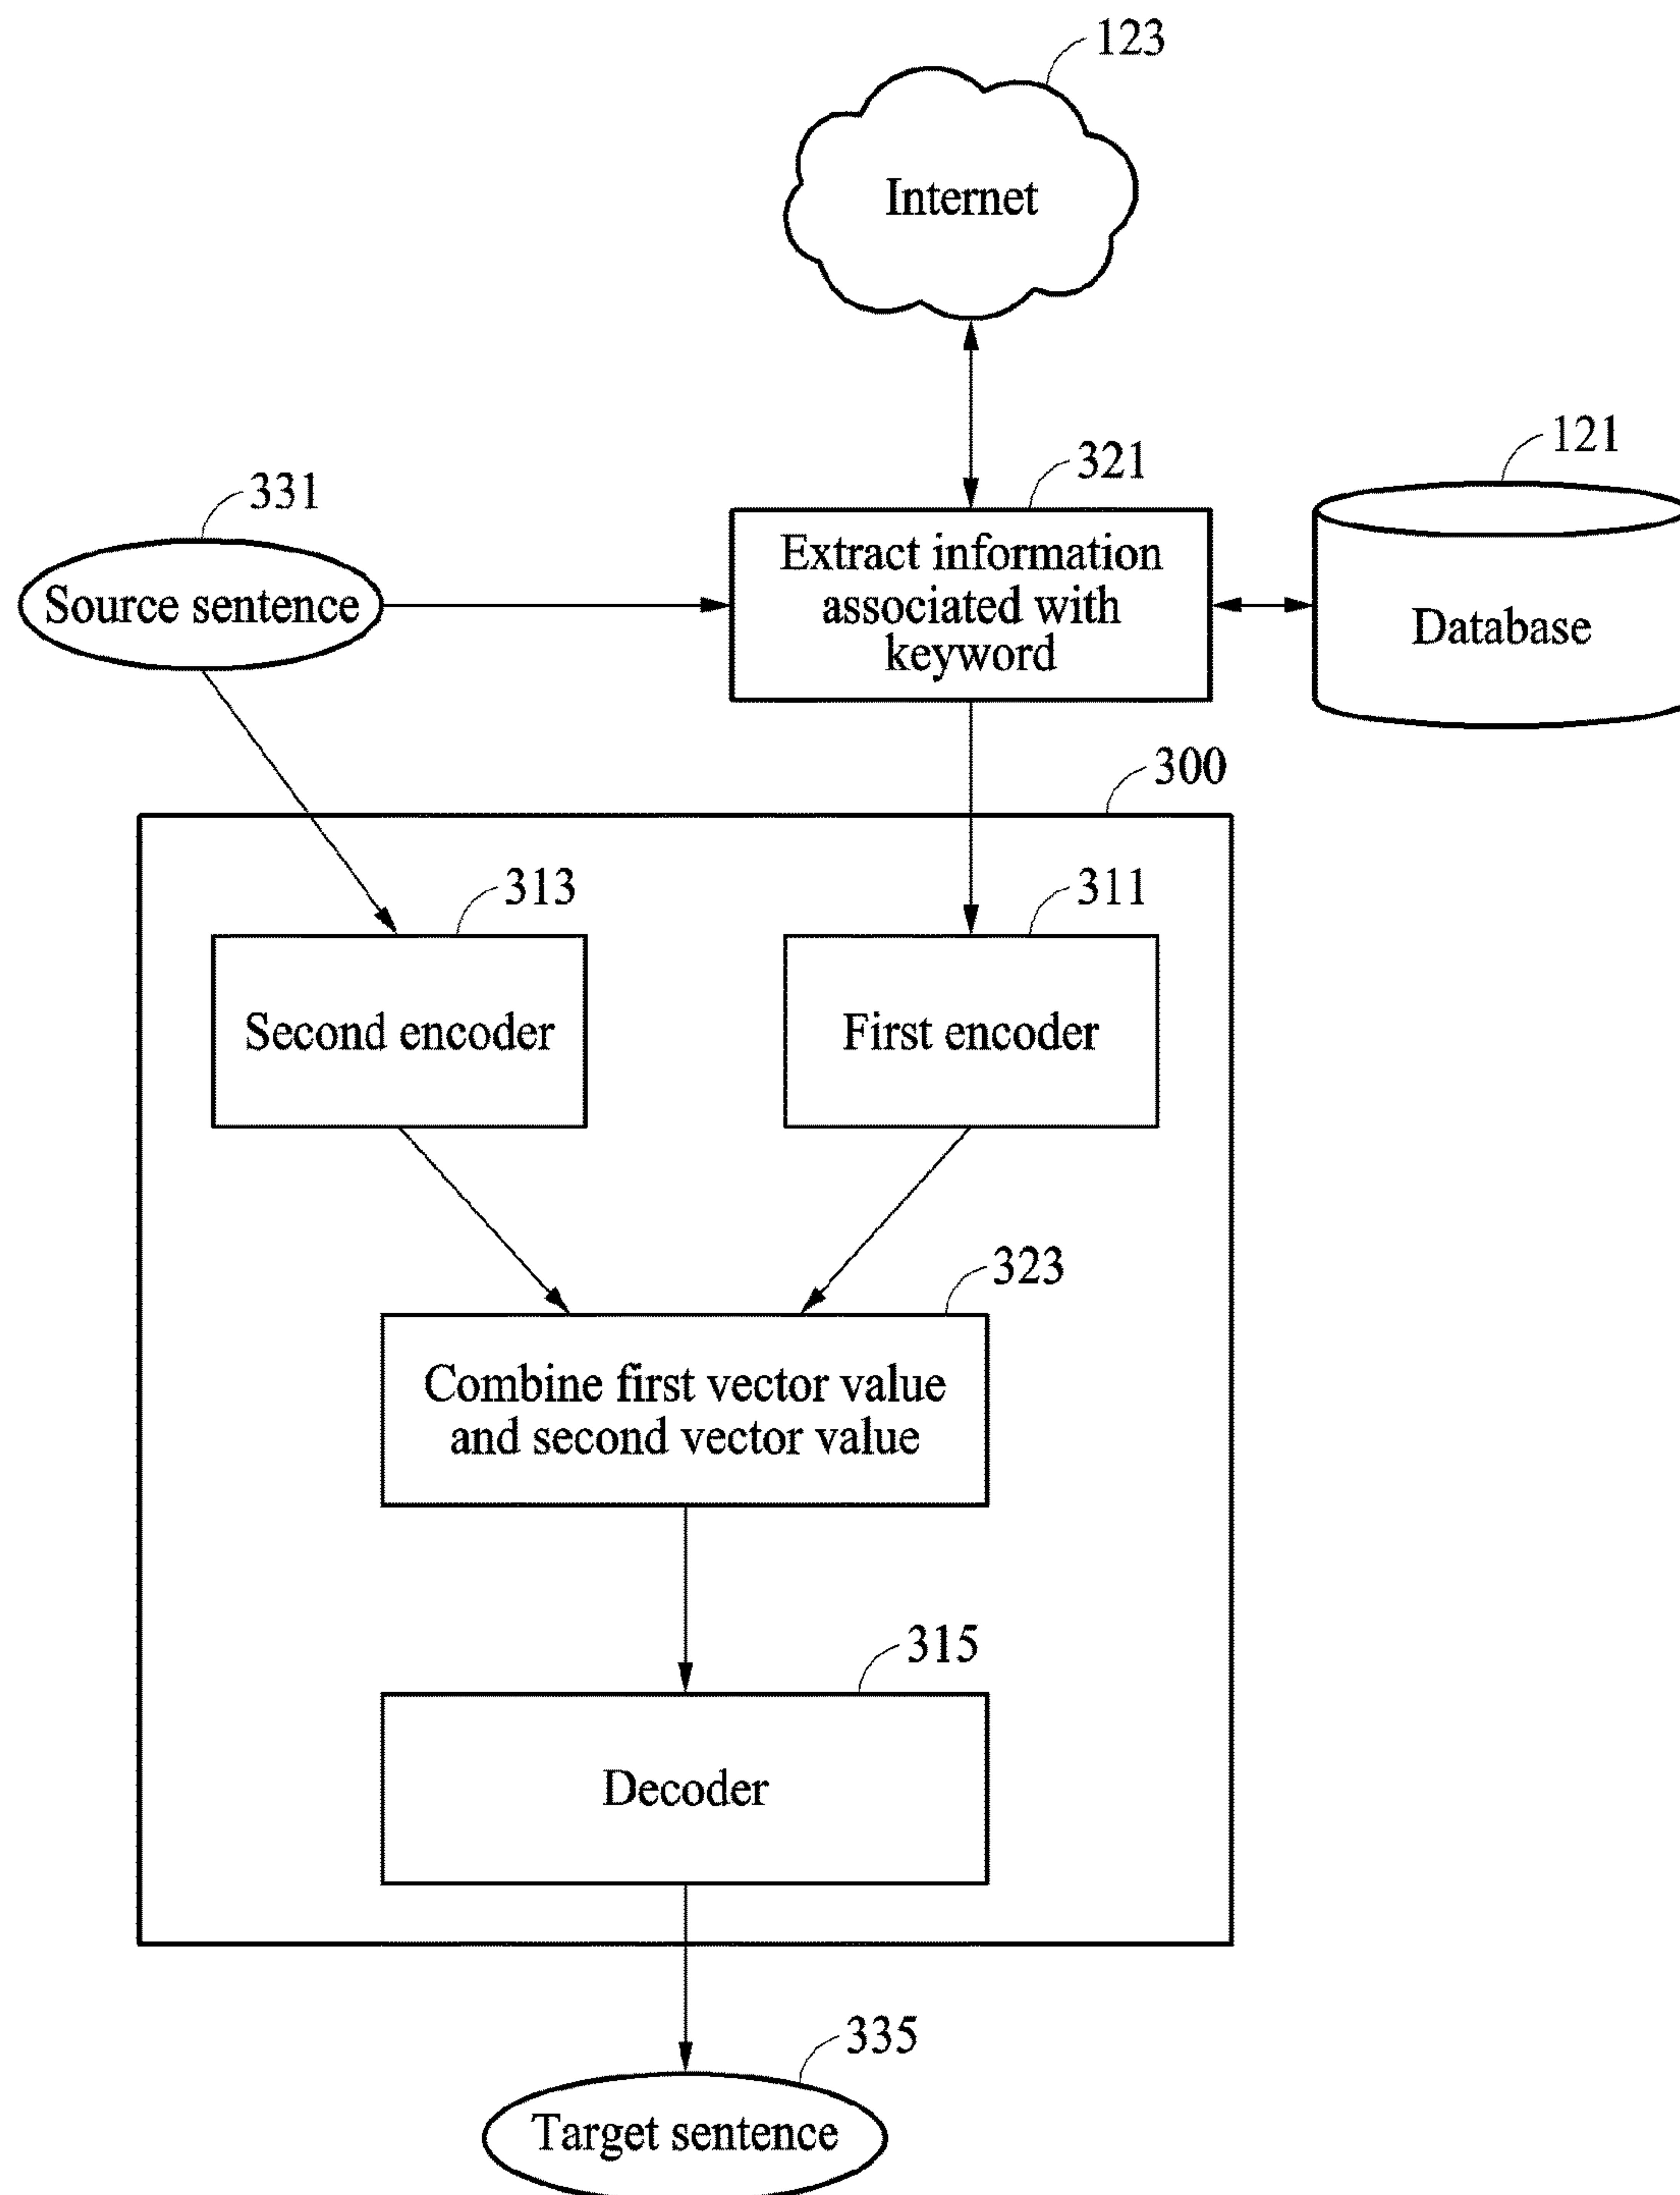 123
Internet
121
321
331
Extract information
associated with
keyword
Source sentence
Database
300
313
311
Second encoder
First encoder
323
Combine first vector value
and second vector value
315
Decoder
335
Target sentence